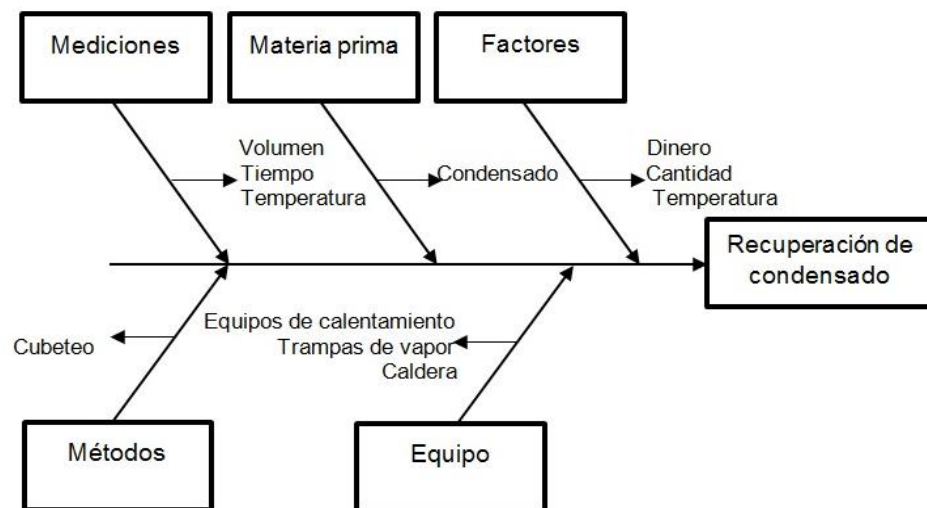 Mediciones
Materia prima
Factores
Volumen
Tiempo
Temperatura
Condensado
Dinero
Cantidad
Temperatura
Recuperación de
condensado
Cubeteo
Equipos de calentamiento
Trampas de vapor
Caldera
Métodos
Equipo